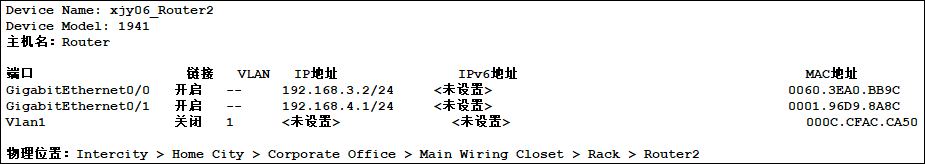 Device Name: xjy06_Router2
Device Model: 1941
主机名：Router
端口 链接 VLAN IP地址 IPv6地址 MAC地址
GigabitEthernet0/0 开启 -- 192.168.3.2/24 <未设置> 0060.3EA0.BB9C
GigabitEthernet0/1 开启 -- 192.168.4.1/24 <未设置> 0001.96D9.8A8C
Vlan1 关闭 1 <未设置> <未设置> 000C.CFAC.CA50
物理位置：Intercity > Home City > Corporate Office > Main Wiring Closet > Rack > Router2